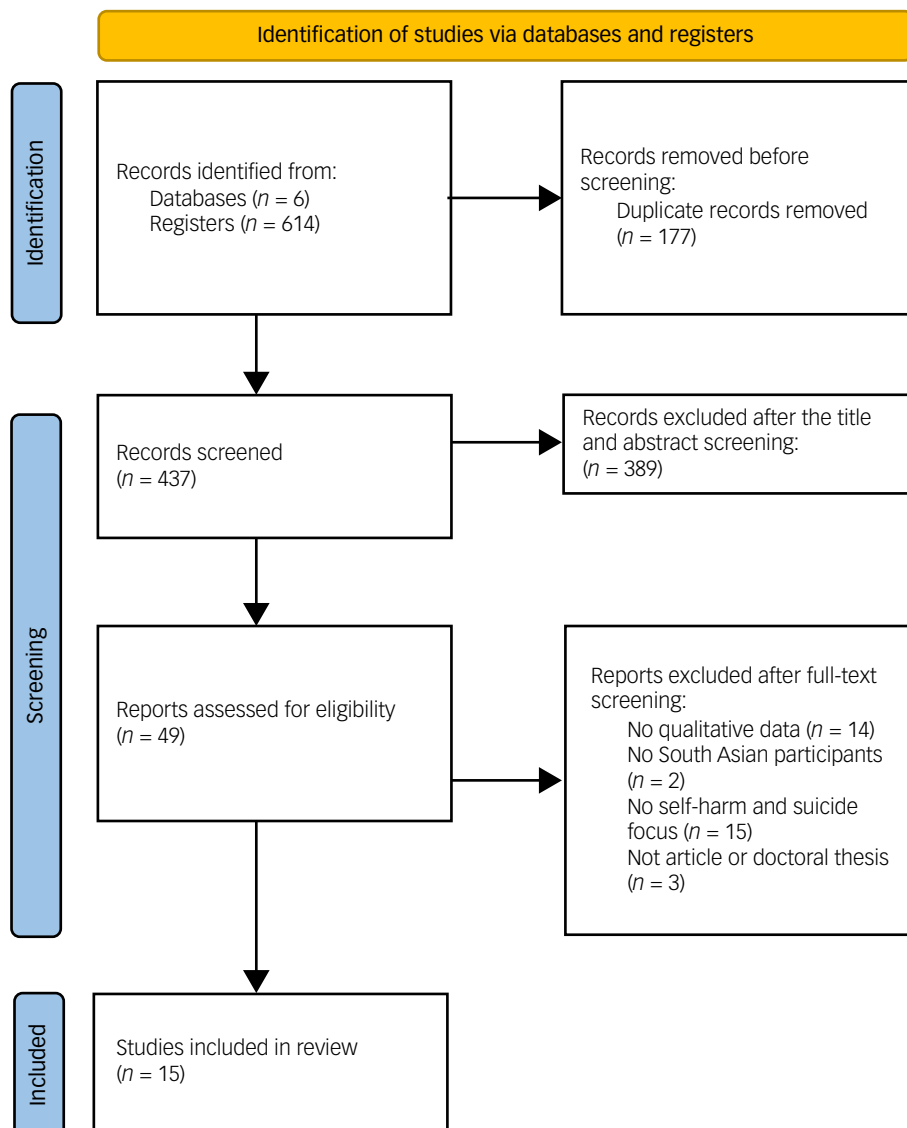 Identification of studies via databases and registers
Identification
Records identified from:
Databases (n = 6)
Registers (n = 614)
Records removed before
screening:
Duplicate records removed
(n = 177)
Screening
Records screened
(n = 437)
Records excluded after the title
and abstract screening:
(n = 389)
Reports assessed for eligibility
(n = 49)
Reports excluded after full-text
screening:
No qualitative data (n = 14)
No South Asian participants
(n = 2)
No self-harm and suicide
focus (n = 15)
Not article or doctoral thesis
(n = 3)
Included
Studies included in review
(n = 15)